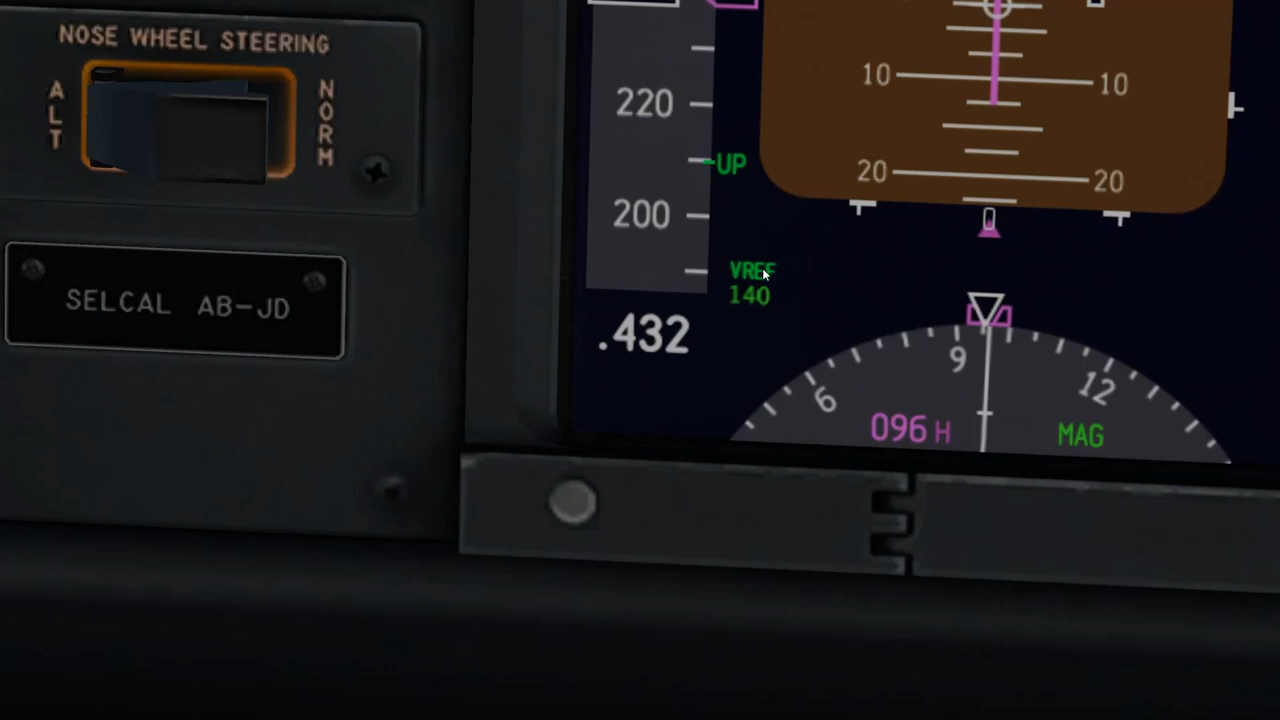 NOSE WHEEL STEERING
ALT
NORM
SELCAL AB-JD
220
UP
200
VREF
140
.432
10 10
20 20
6 9 12
096 H MAG